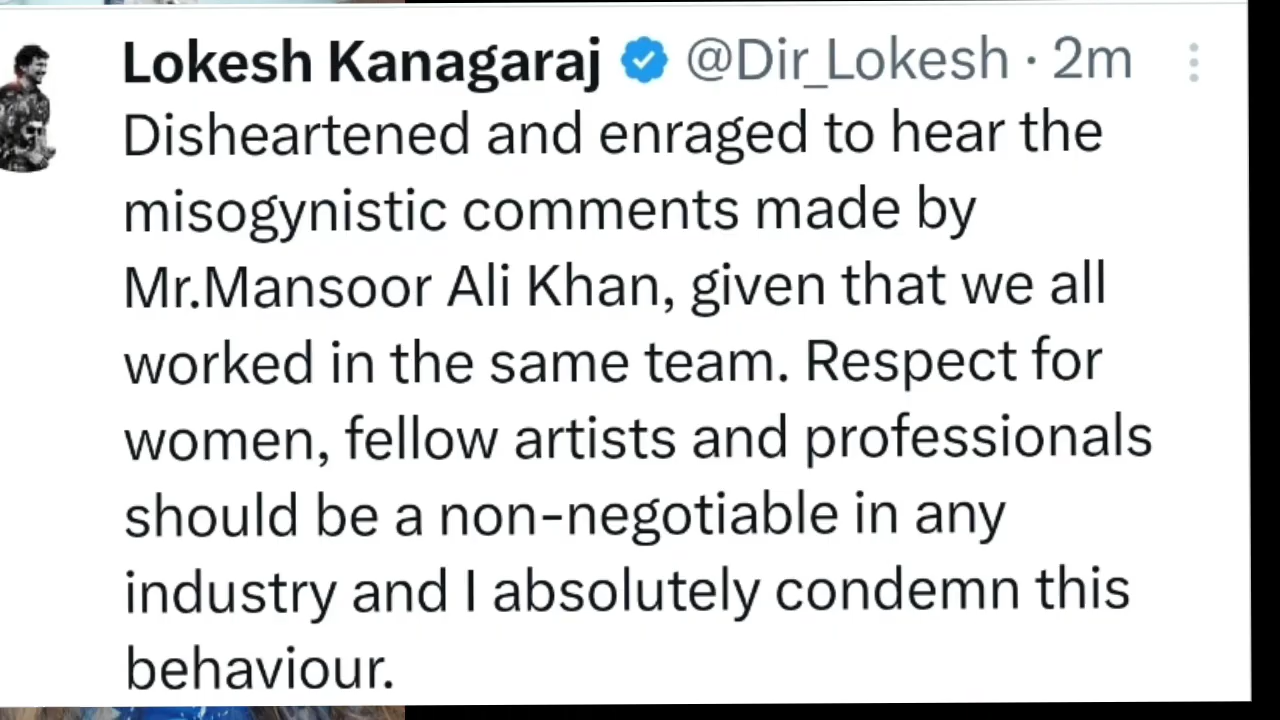 Lokesh Kanagaraj @Dir_Lokesh · 2m
Disheartened and enraged to hear the
misogynistic comments made by
Mr.Mansoor Ali Khan, given that we all
worked in the same team. Respect for
women, fellow artists and professionals
should be a non-negotiable in any
industry and I absolutely condemn this
behaviour.